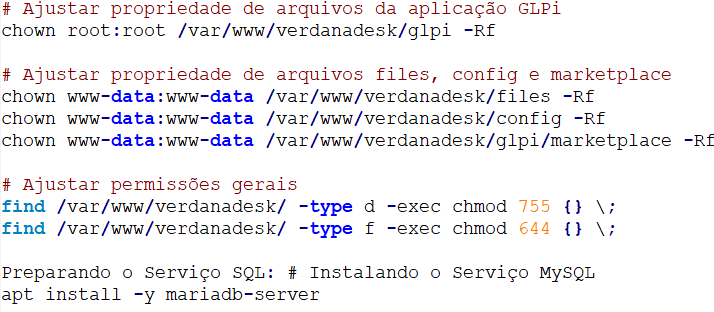 # Ajustar propriedade de arquivos da aplicação GLPi
chown root:root /var/www/verdanadesk/glpi -Rf
# Ajustar propriedade de arquivos files, config e marketplace
chown www-data:www-data /var/www/verdanadesk/files -Rf
chown www-data:www-data /var/www/verdanadesk/config -Rf
chown www-data:www-data /var/www/verdanadesk/glpi/marketplace -Rf
# Ajustar permissões gerais
find /var/www/verdanadesk/ -type d -exec chmod 755 {} \;
find /var/www/verdanadesk/ -type f -exec chmod 644 {} \;
Preparando o Serviço SQL: # Instalando o Serviço MySQL
apt install -y mariadb-server